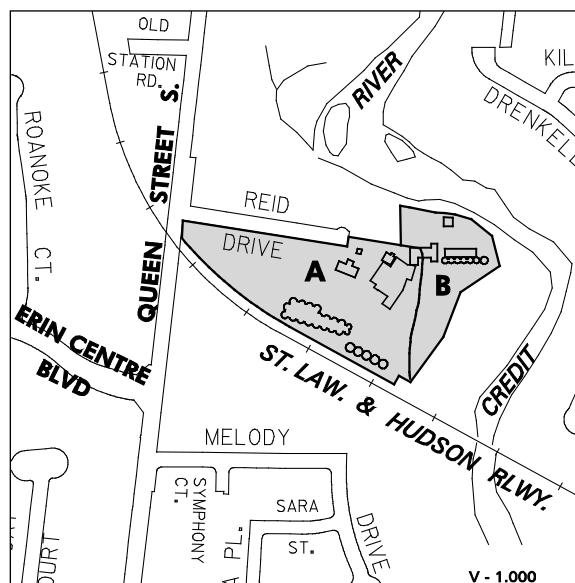 OLD
STATION
RD.
QUEEN STREET S.
RIVER
KIL
DRENKEL
ROANOKE CT.
REID
DRIVE
A
B
ERIN CENTRE
BLVD
ST. LAW. & HUDSON RLWY.
CREDIT
MELODY
DRIVE
SYMPHONY
CT.
SARA
ST.
A PL.
OURT
V - 1.000